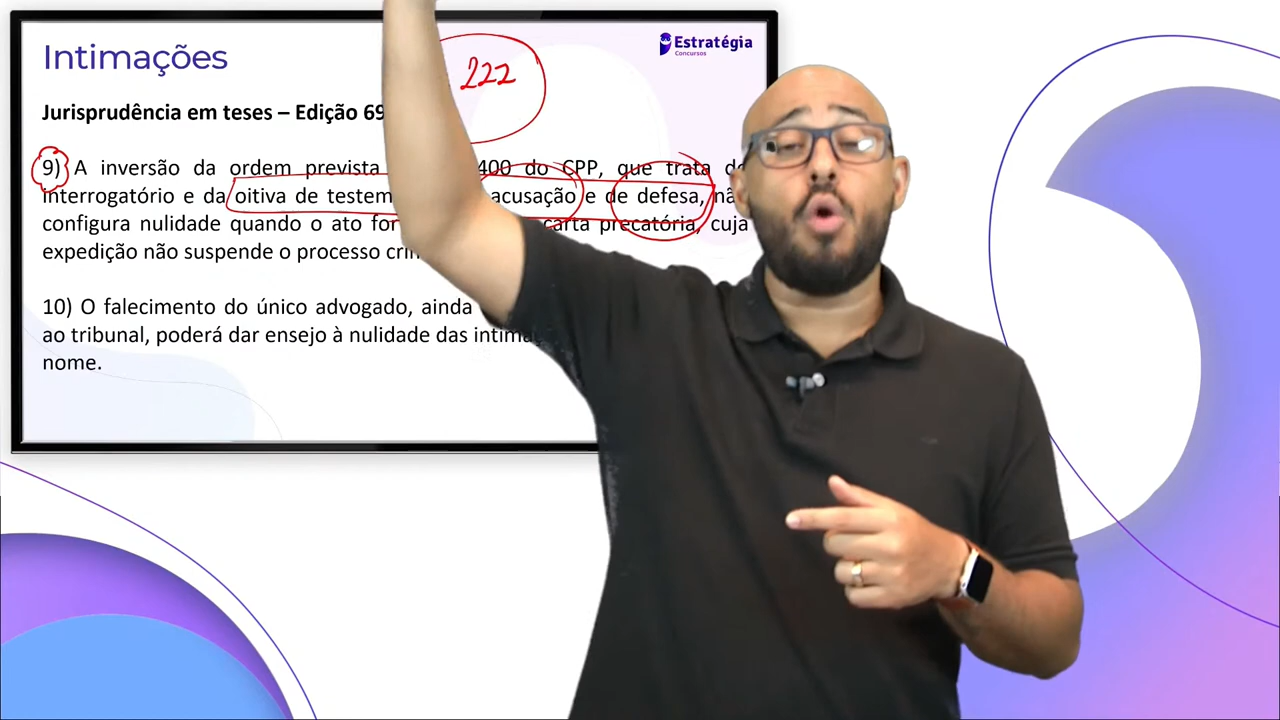 Intimações
Estratégia
Concursos
222
Jurisprudência em teses – Edição 69
9) A inversão da ordem prevista 400 do CPP, que trata do
interrogatório e da oitiva de acusação e de defesa,
configura nulidade quando o ato for carta precatória, cuja
expedição não suspende o processo
10) O falecimento do único advogado, ainda
ao tribunal, poderá dar ensejo à nulidade das
nome.